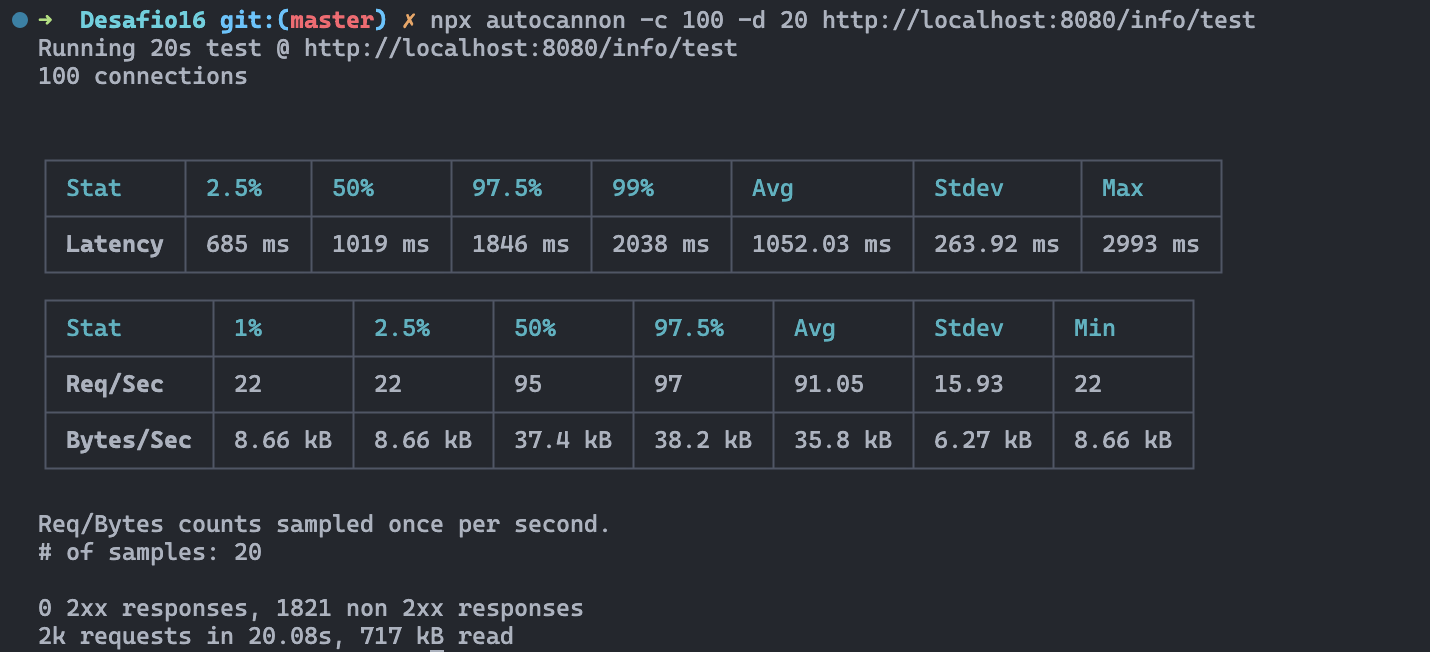 ➜ Desafio16 git:(master) ✗ npx autocannon -c 100 -d 20 http://localhost:8080/info/test
Running 20s test @ http://localhost:8080/info/test
100 connections
Stat 2.5% 50% 97.5% 99% Avg Stdev Max
Latency 685 ms 1019 ms 1846 ms 2038 ms 1052.03 ms 263.92 ms 2993 ms
Stat 1% 2.5% 50% 97.5% Avg Stdev Min
Req/Sec 22 22 95 97 91.05 15.93 22
Bytes/Sec 8.66 kB 8.66 kB 37.4 kB 38.2 kB 35.8 kB 6.27 kB 8.66 kB
Req/Bytes counts sampled once per second.
# of samples: 20
0 2xx responses, 1821 non 2xx responses
2k requests in 20.08s, 717 kB read